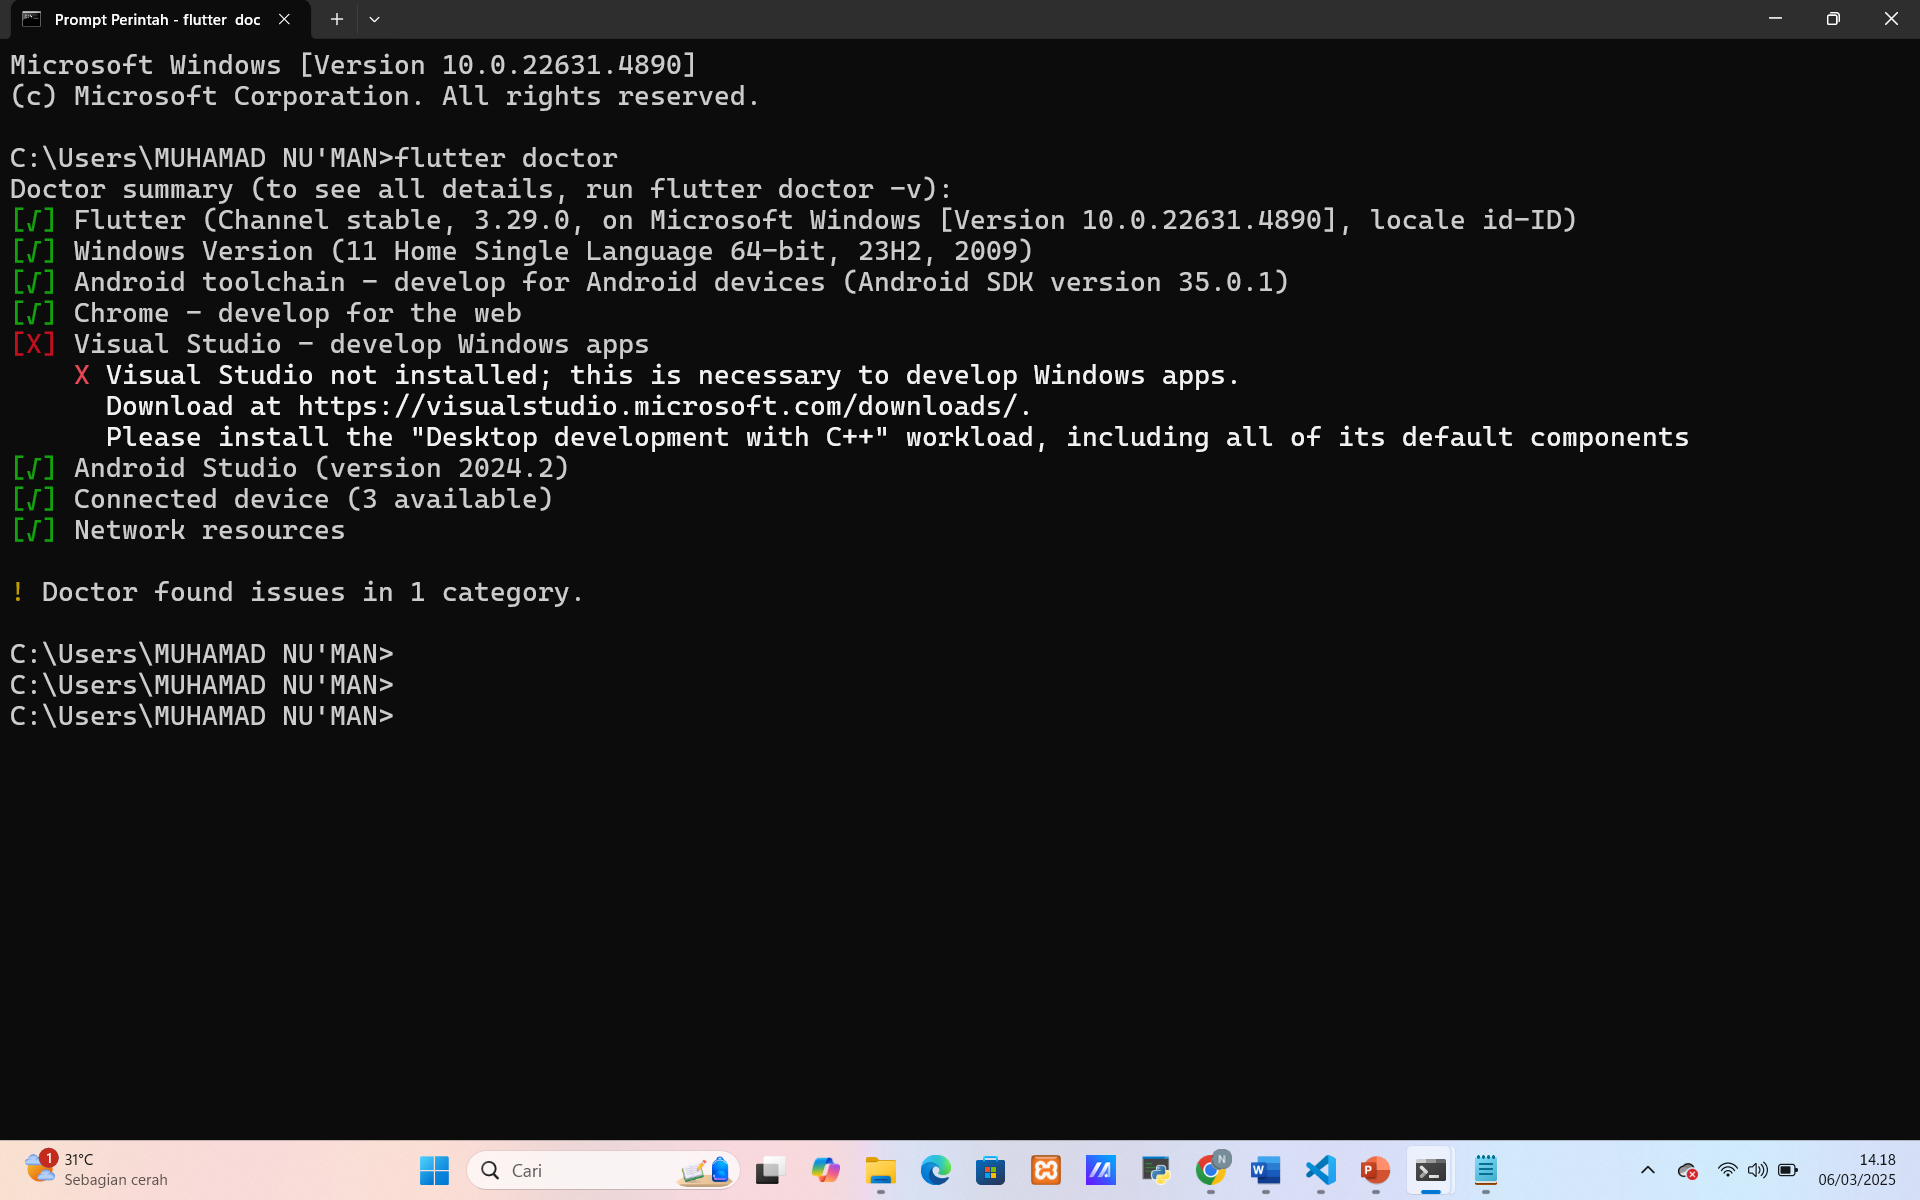 Prompt Perintah - flutter doc
Microsoft Windows [Version 10.0.22631.4890]
(c) Microsoft Corporation. All rights reserved.
C:\Users\MUHAMAD NU'MAN>flutter doctor
Doctor summary (to see all details, run flutter doctor -v):
[√] Flutter (Channel stable, 3.29.0, on Microsoft Windows [Version 10.0.22631.4890], locale id-ID)
[√] Windows Version (11 Home Single Language 64-bit, 23H2, 2009)
[√] Android toolchain - develop for Android devices (Android SDK version 35.0.1)
[√] Chrome - develop for the web
[X] Visual Studio - develop Windows apps
X Visual Studio not installed; this is necessary to develop Windows apps.
Download at https://visualstudio.microsoft.com/downloads/.
Please install the "Desktop development with C++" workload, including all of its default components
[√] Android Studio (version 2024.2)
[√] Connected device (3 available)
[√] Network resources
! Doctor found issues in 1 category.
C:\Users\MUHAMAD NU'MAN>
C:\Users\MUHAMAD NU'MAN>
C:\Users\MUHAMAD NU'MAN>
1
31°C
Sebagian cerah
Cari
N
W
P
14.18
06/03/2025